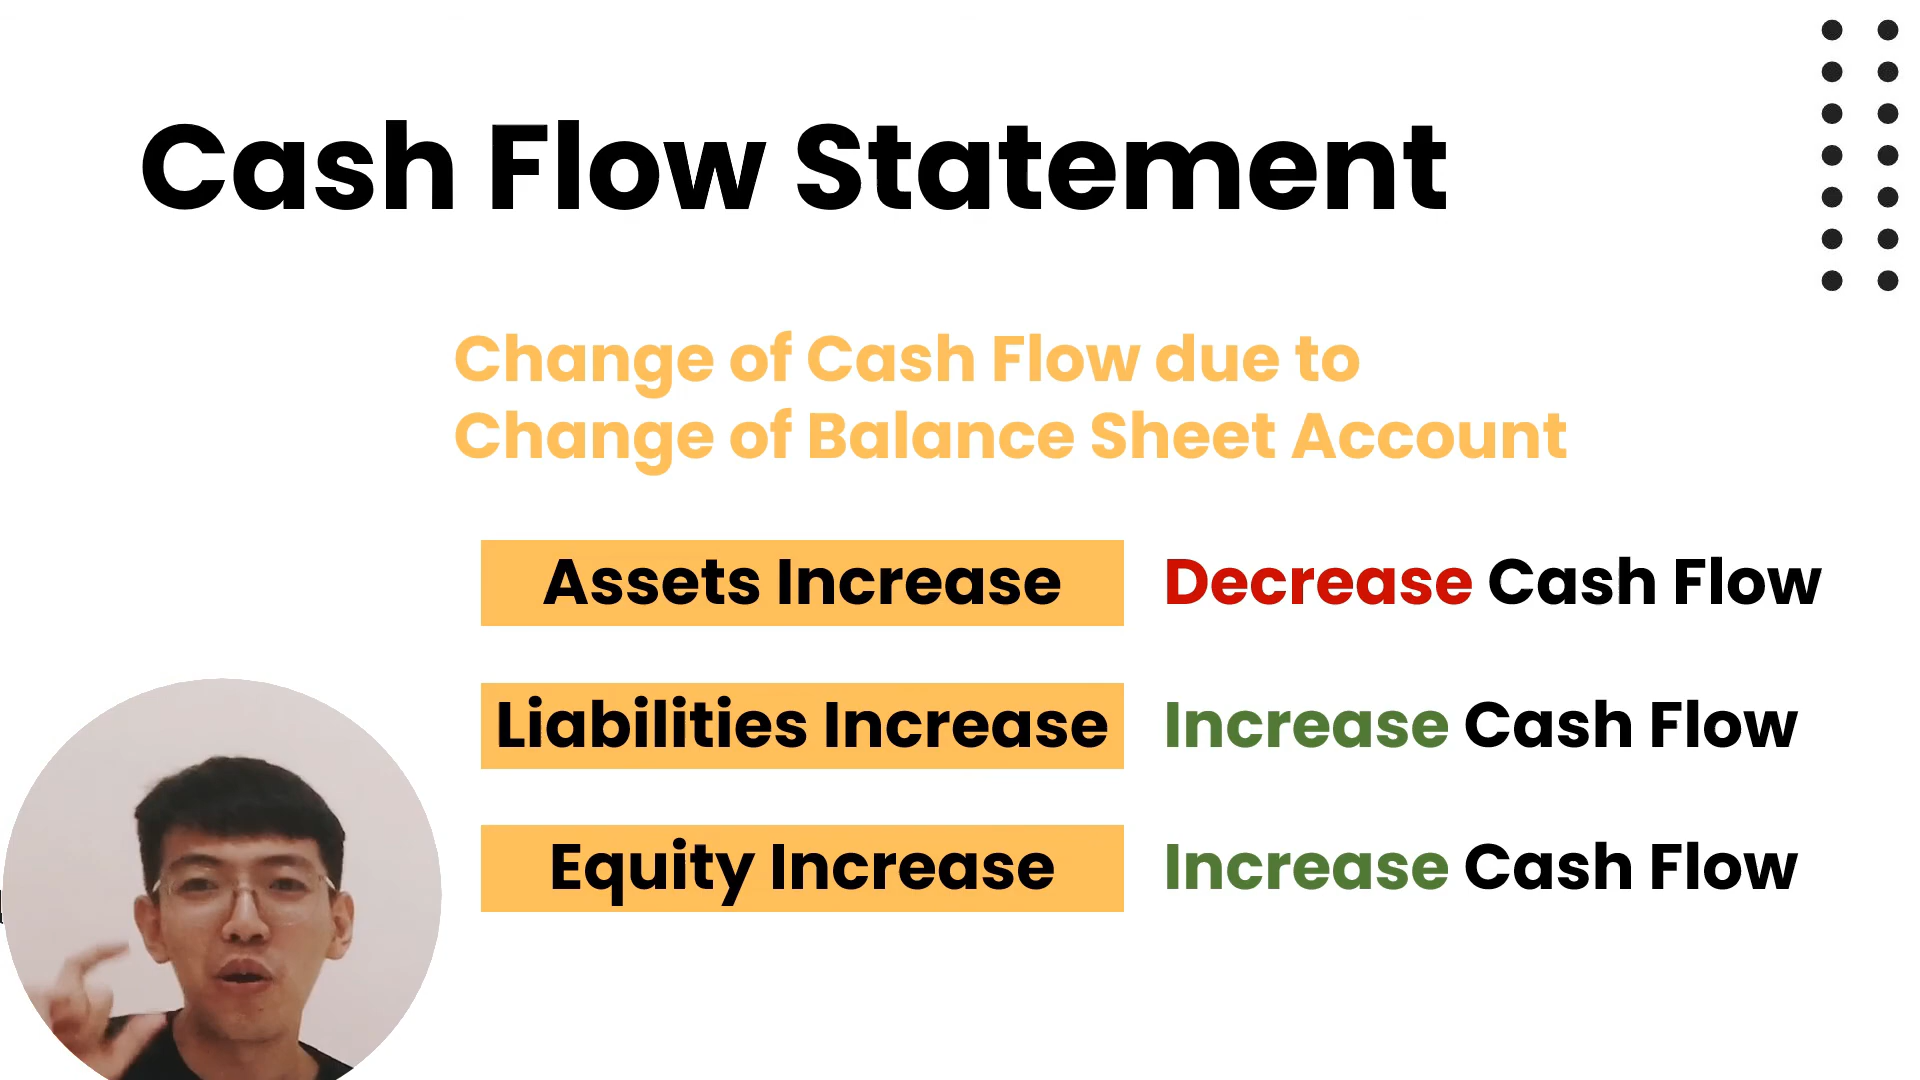 Cash Flow Statement
Change of Cash Flow due to
Change of Balance Sheet Account
Assets Increase Decrease Cash Flow
Liabilities Increase Increase Cash Flow
Equity Increase Increase Cash Flow